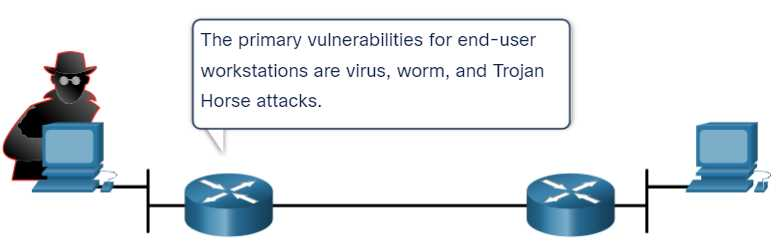 The primary vulnerabilities for end-user
workstations are virus, worm, and Trojan
Horse attacks.